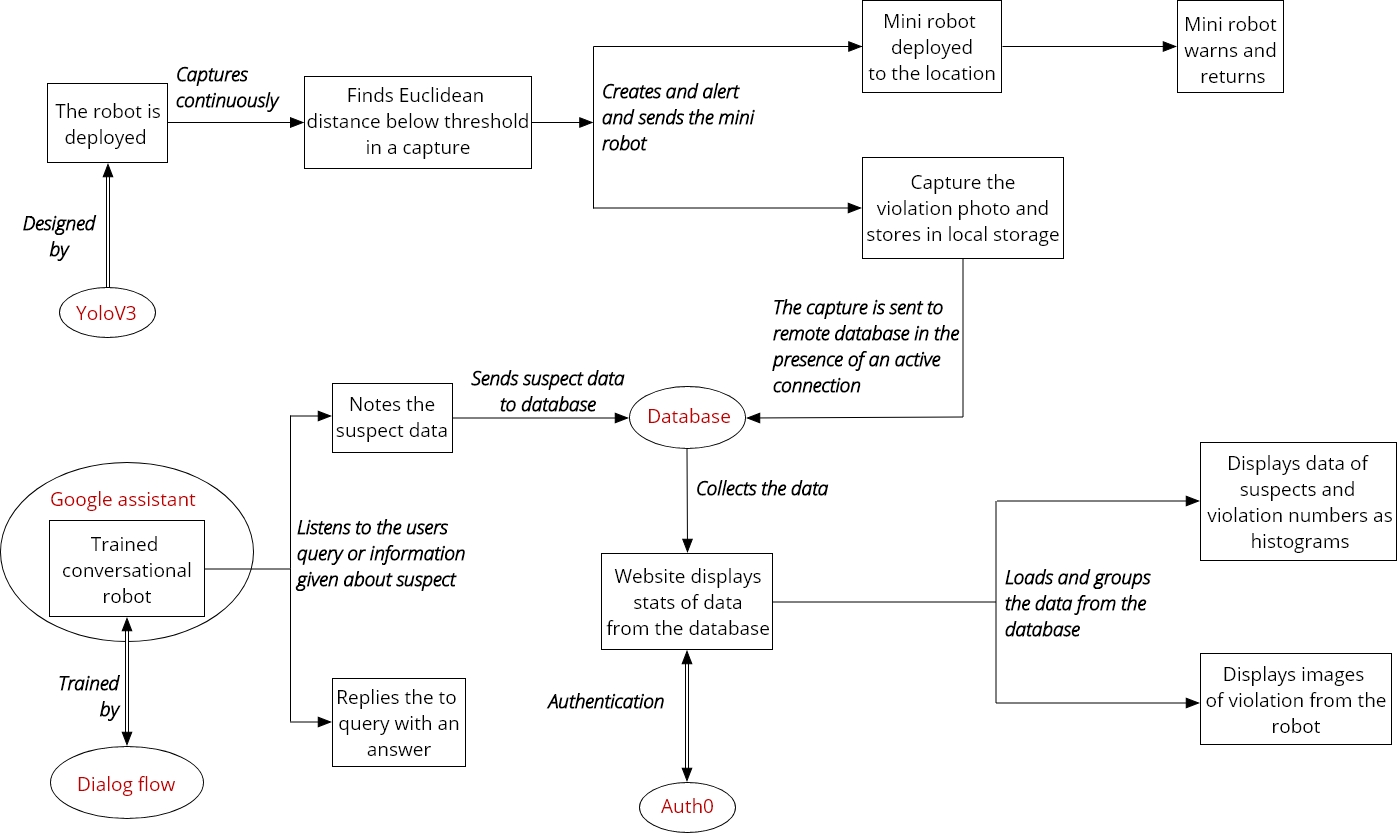 Mini robot
deployed
to the location
Mini robot
warns and
returns
Captures
continuously
The robot is
deployed
Finds Euclidean
distance below threshold
in a capture
Creates and alert
and sends the mini
robot
Capture the
violation photo and
stores in local storage
Designed
by
YoloV3
The capture is sent to
remote database in the
presence of an active
connection
Notes the
suspect data
Sends suspect data
to database
Database
Collects the data
Google assistant
Trained
conversational
robot
Listens to the users
query or information
given about suspect
Website displays
stats of data
from the database
Displays data of
suspects and
violation numbers as
histograms
Loads and groups
the data from the
database
Trained
by
Replies the to
query with an
answer
Authentication
Displays images
of violation from the
robot
Dialog flow
Auth0